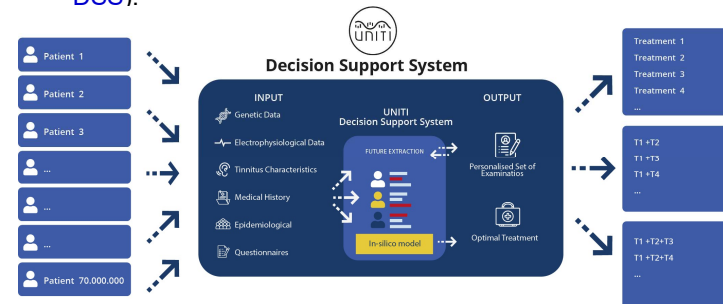 DSS).
UNITI
Decision Support System
Patient 1
Patient 2
Patient 3
...
...
...
Patient 70.000.000
INPUT
Genetic Data
Electrophysiological Data
Tinnitus Characteristics
Medical History
Epidemiological
Questionnaires
UNITI
Decision Support System
FUTURE EXTRACTION
In-silico model
OUTPUT
Personalised Set of
Examination
Optimal Treatment
Treatment 1
Treatment 2
Treatment 3
Treatment 4
...
T1 +T2
T1 +T3
T1 +T4
...
T1 +T2+T3
T1 +T2+T4
...